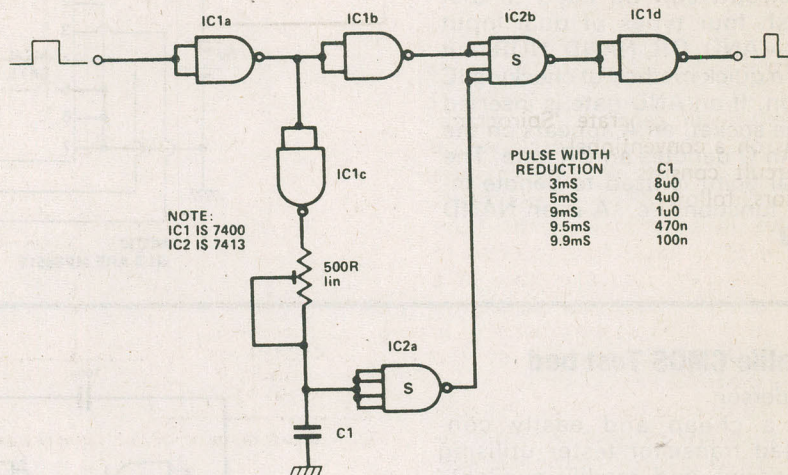 IC1a
IC1b
IC2b
IC1d
S
IC1c
PULSE WIDTH
REDUCTION C1
3mS 8u0
5mS 4u0
9mS 1u0
9.5mS 470n
9.9mS 100n
NOTE:
IC1 IS 7400
IC2 IS 7413
500R
lin
IC2a
S
C1